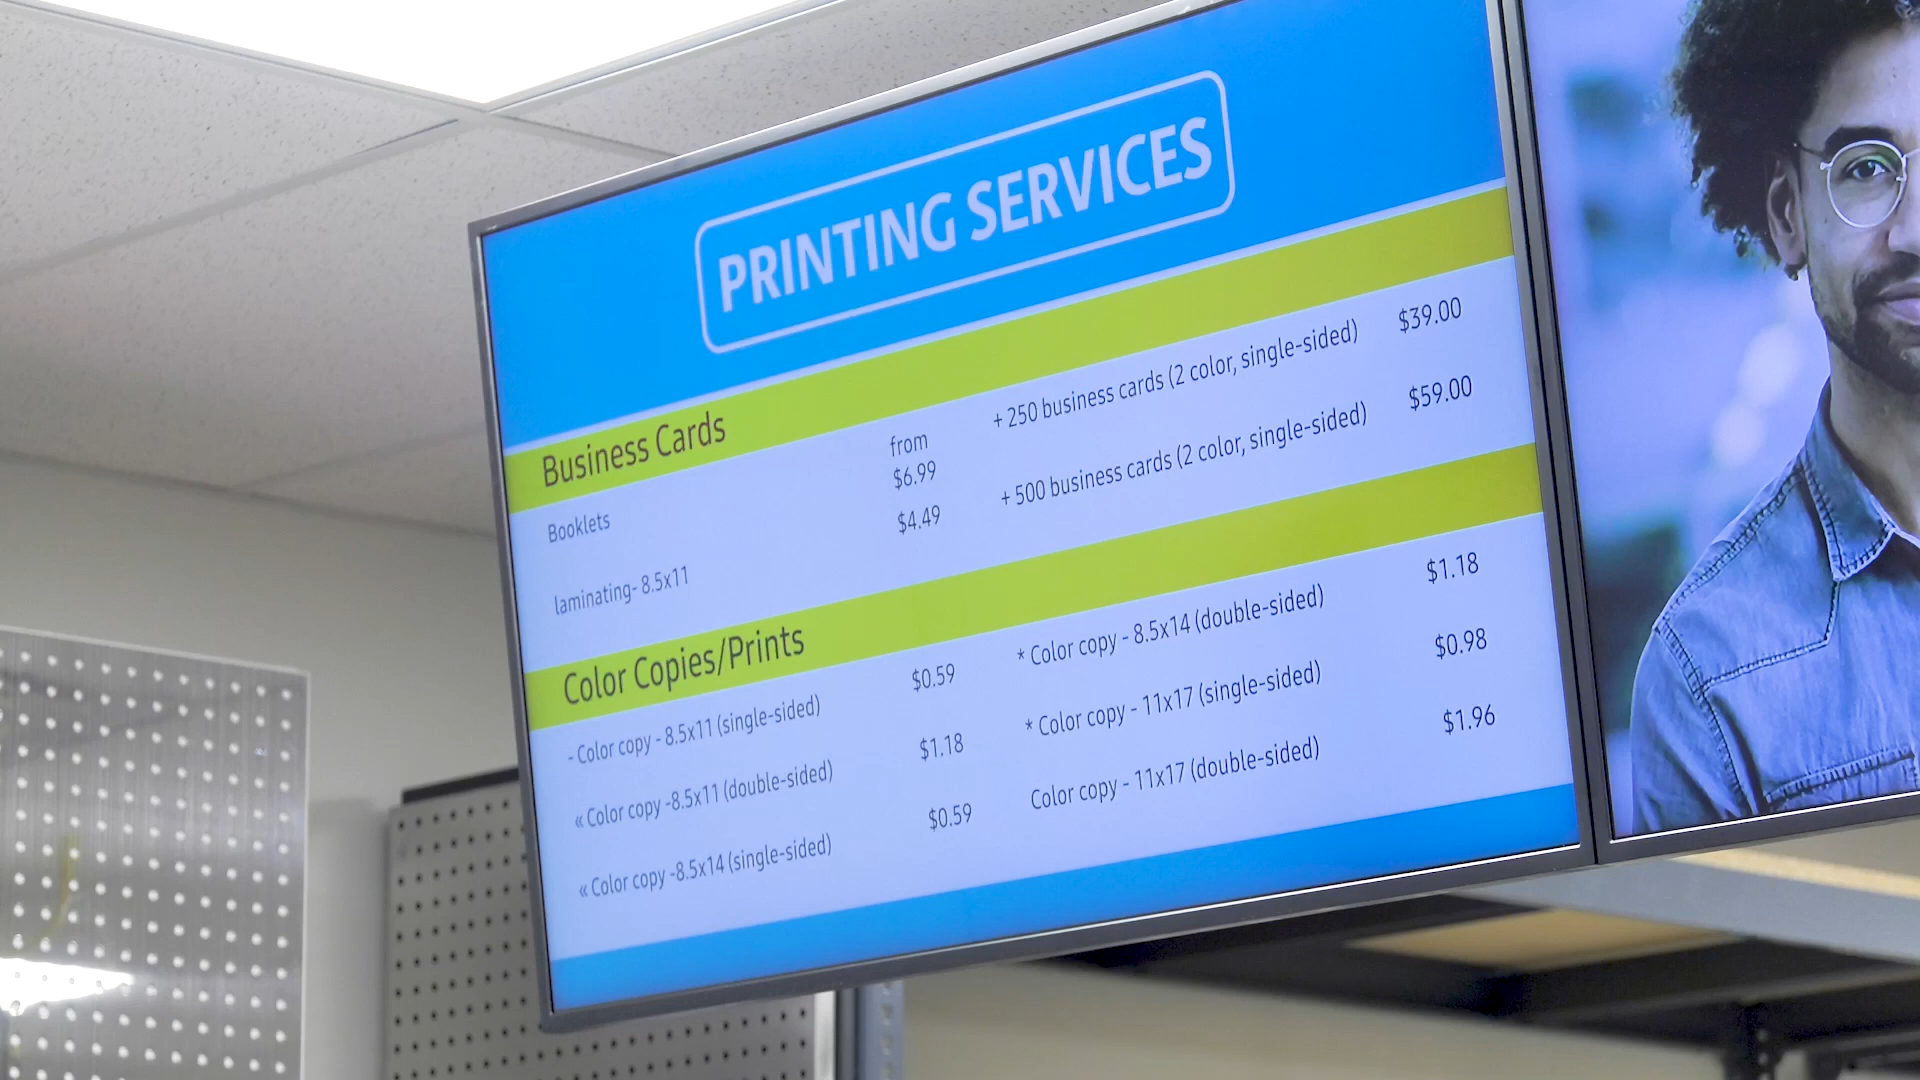 PRINTING SERVICES
Business Cards
Booklets from $6.99
laminating- 8.5x11 $4.49
+ 250 business cards (2 color, single-sided) $39.00
+ 500 business cards (2 color, single-sided) $59.00
Color Copies/Prints
- Color copy - 8.5x11 (single-sided) $0.59
« Color copy -8.5x11 (double-sided) $1.18
« Color copy -8.5x14 (single-sided) $0.59
* Color copy - 8.5x14 (double-sided) $1.18
* Color copy - 11x17 (single-sided) $0.98
Color copy - 11x17 (double-sided) $1.96